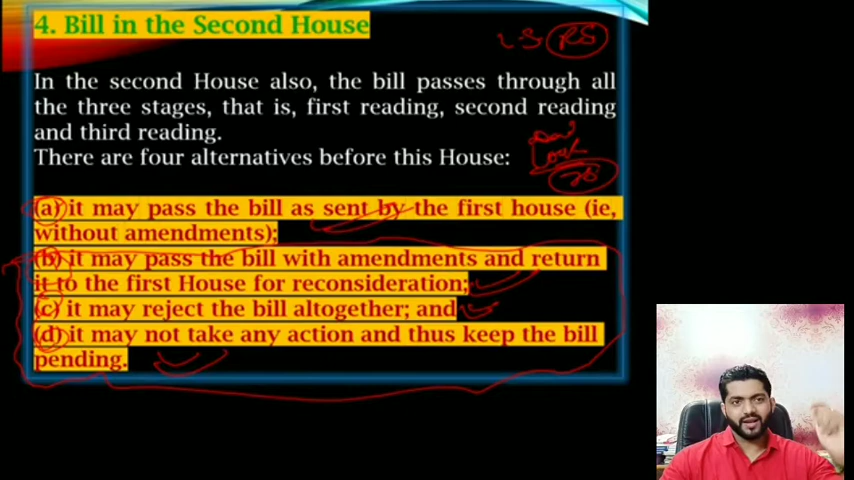 4. Bill in the Second House
L.S RS
In the second House also, the bill passes through all
the three stages, that is, first reading, second reading
and third reading.
There are four alternatives before this House:
(a) it may pass the bill as sent by the first house (ie,
without amendments);
(b) it may pass the bill with amendments and return
it to the first House for reconsideration;
(c) it may reject the bill altogether; and
(d) it may not take any action and thus keep the bill
pending.